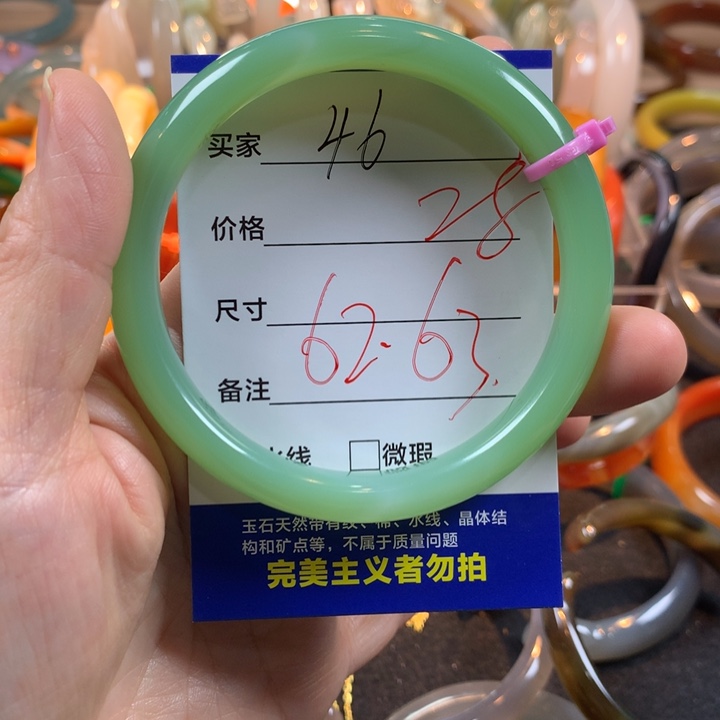 买家 46
价格 28
尺寸 62-63
备注
水线 □微瑕
玉石天然带有纹、棉、水线、晶体结
构和矿点等，不属于质量问题
完美主义者勿拍